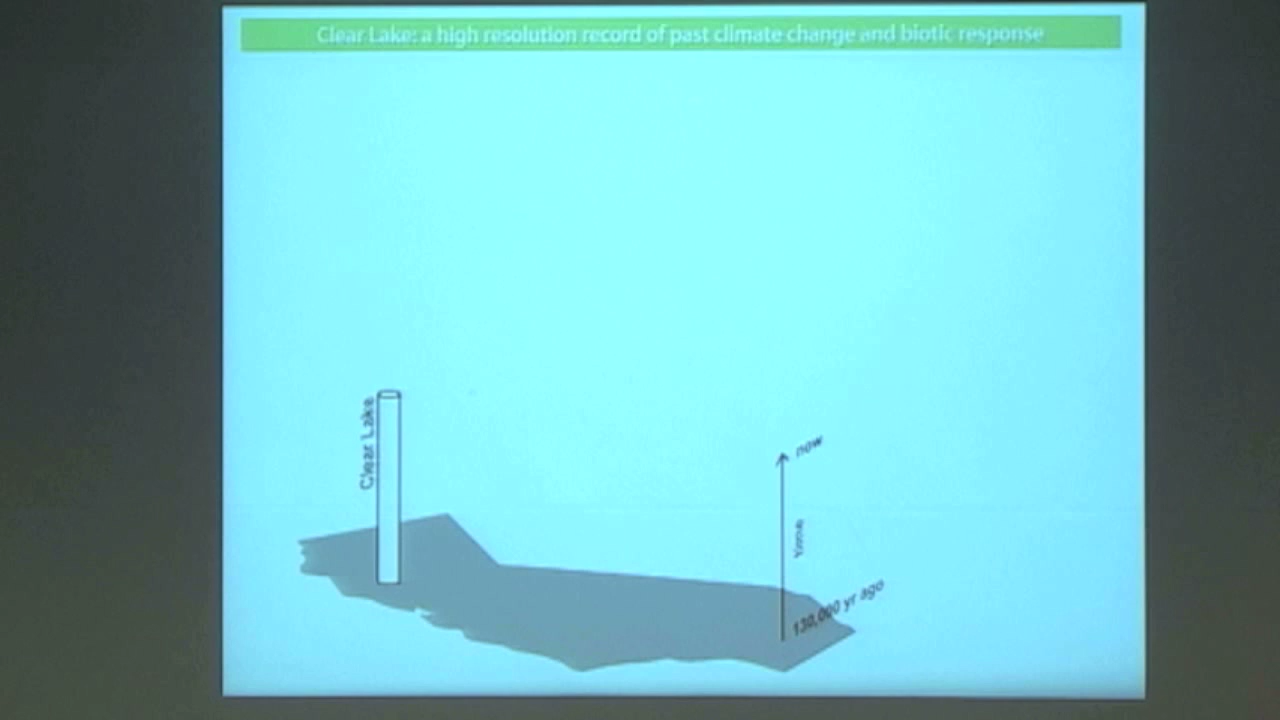 Clear Lake: a high resolution record of past climate change and biotic response
Clear Lake
now
Time
130,000 yr ago